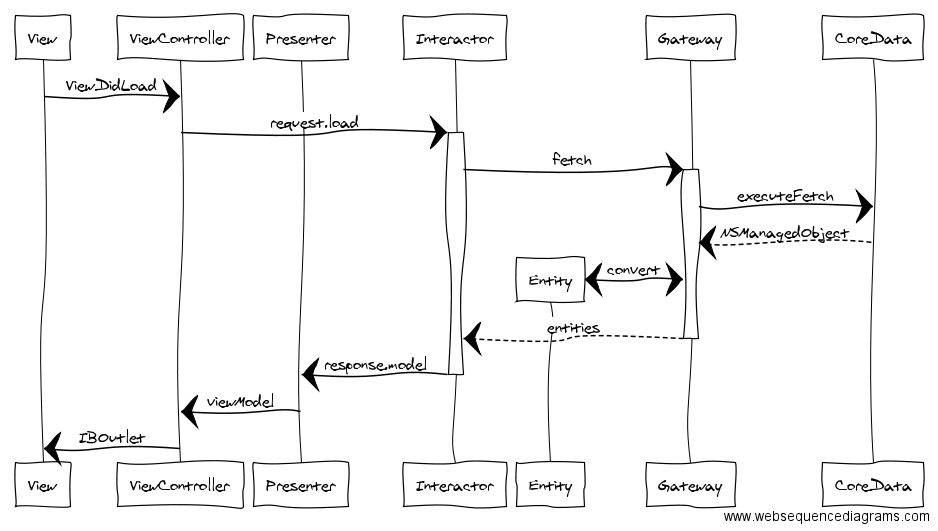 View ViewController Presenter Interactor Gateway CoreData
ViewDidLoad
request.load
fetch
executeFetch
NSManagedObject
Entity convert
entities
response.model
viewModel
IBOutlet
View ViewController Presenter Interactor Entity Gateway CoreData
www.websequencediagrams.com